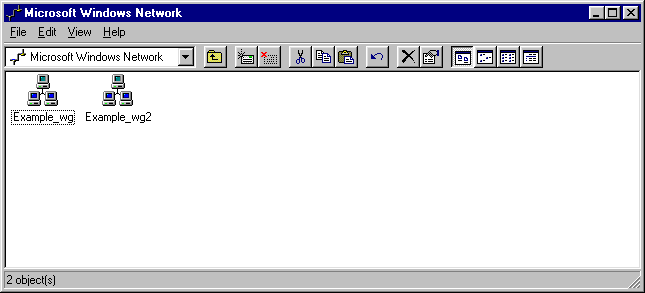 Microsoft Windows Network
File Edit View Help
Microsoft Windows Network
Example_wg Example_wg2
2 object(s)